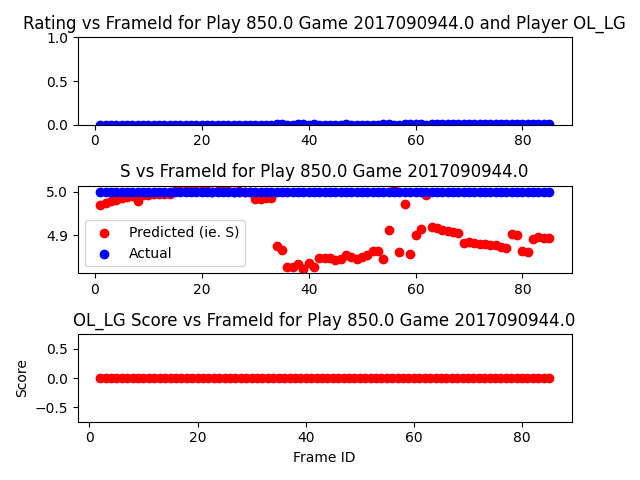 Rating vs FrameId for Play 850.0 Game 2017090944.0 and Player OL_LG
1.0
0.5
0.0
0 20 40 60 80
S vs FrameId for Play 850.0 Game 2017090944.0
5.0
4.9
Predicted (ie. S)
Actual
0 20 40 60 80
OL_LG Score vs FrameId for Play 850.0 Game 2017090944.0
Score
0.5
0.0
−0.5
0 20 40 60 80
Frame ID